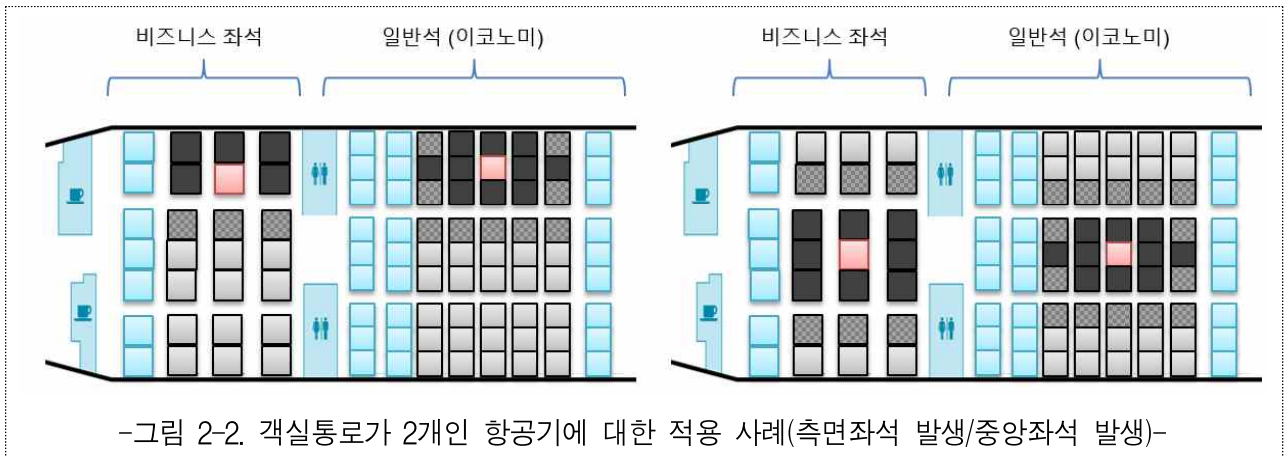 비즈니스 좌석
일반석 (이코노미)
비즈니스 좌석
일반석 (이코노미)
-그림 2-2. 객실통로가 2개인 항공기에 대한 적용 사례(측면좌석 발생/중앙좌석 발생)-